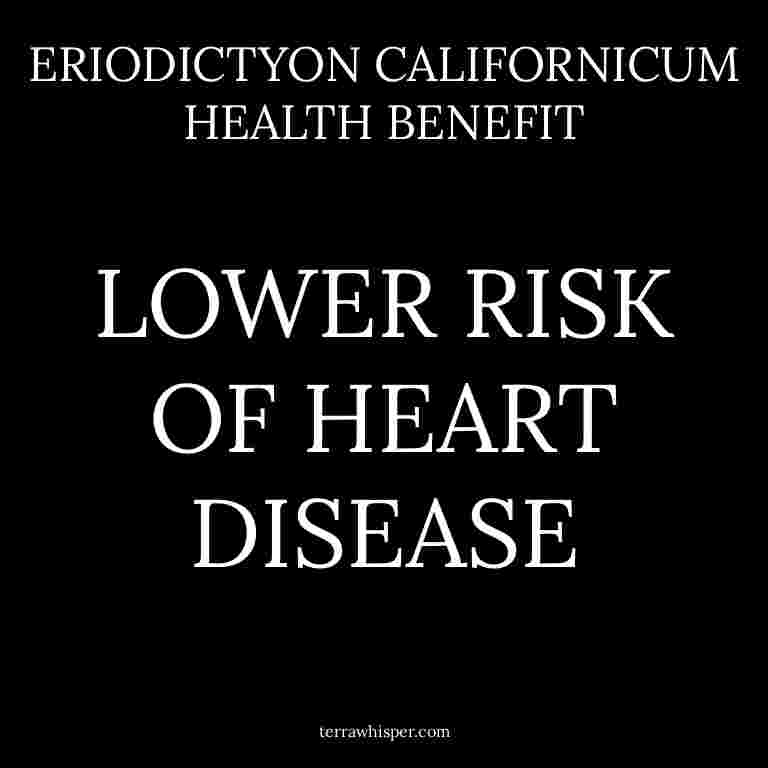 ERIODICTYON CALIFORNICUM
HEALTH BENEFIT
LOWER RISK
OF HEART
DISEASE
terrawhisper.com